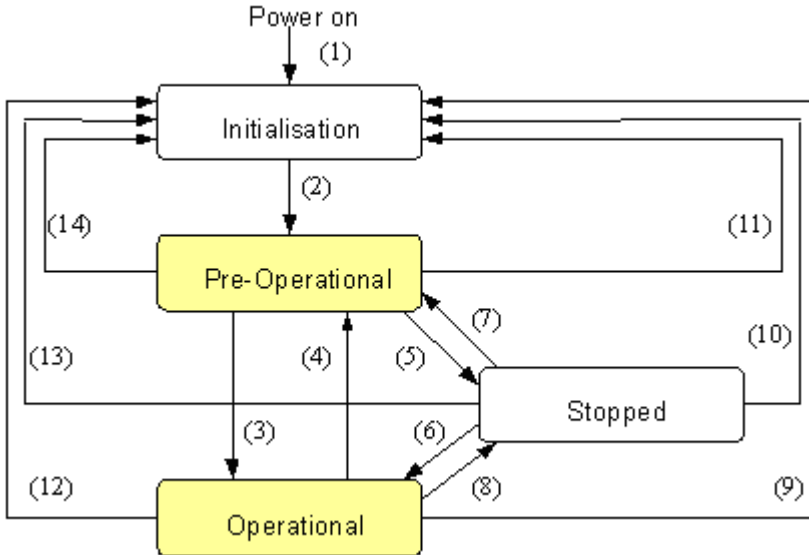 Power on
(1)
Initialisation
(2)
(14)
(11)
Pre-Operational
(7)
(13)
(4)
(5)
(10)
Stopped
(3)
(6)
(12)
(8)
(9)
Operational